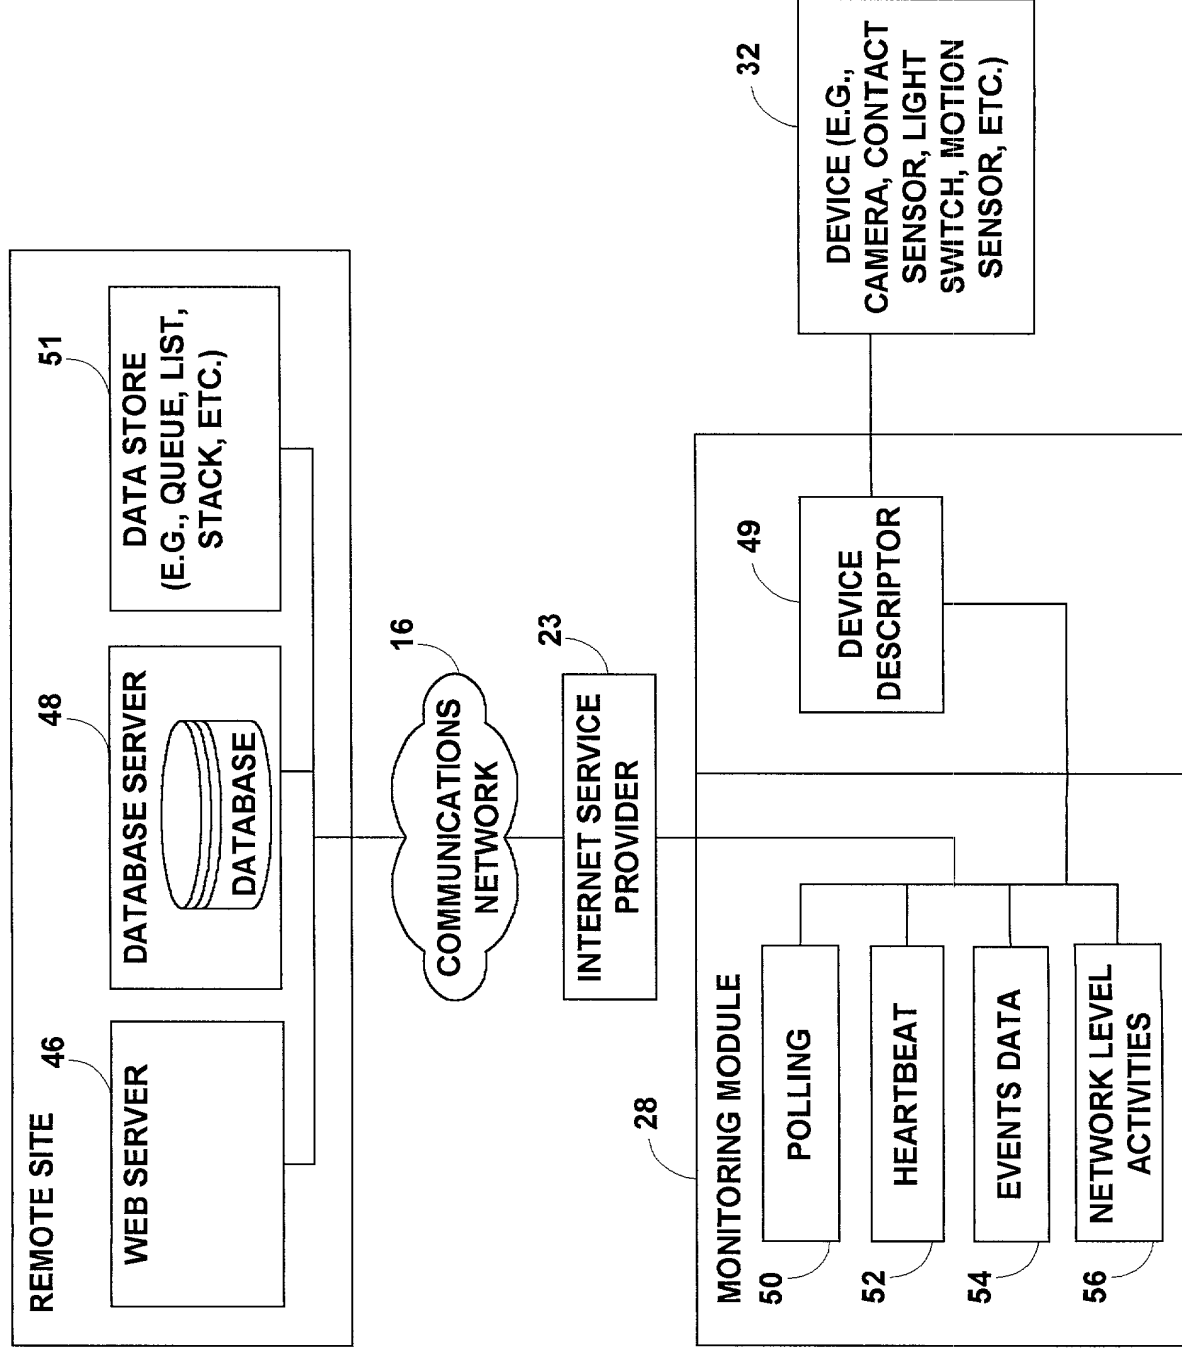 REMOTE SITE
46
WEB SERVER
48
DATABASE SERVER
DATABASE
51
DATA STORE
(E.G., QUEUE, LIST,
STACK, ETC.)
16
COMMUNICATIONS
NETWORK
23
INTERNET SERVICE
PROVIDER
28
MONITORING MODULE
50
POLLING
52
HEARTBEAT
54
EVENTS DATA
56
NETWORK LEVEL
ACTIVITIES
49
DEVICE
DESCRIPTOR
32
DEVICE (E.G.,
CAMERA, CONTACT
SENSOR, LIGHT
SWITCH, MOTION
SENSOR, ETC.)